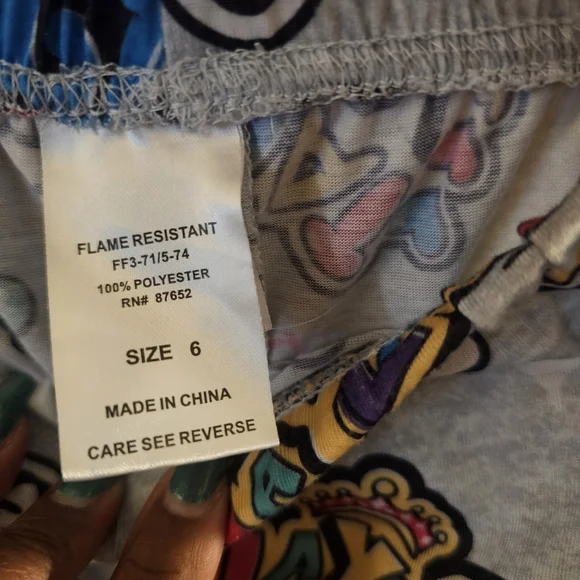 FLAME RESISTANT
FF3-71/5-74
100% POLYESTER
RN# 87652
SIZE 6
MADE IN CHINA
CARE SEE REVERSE